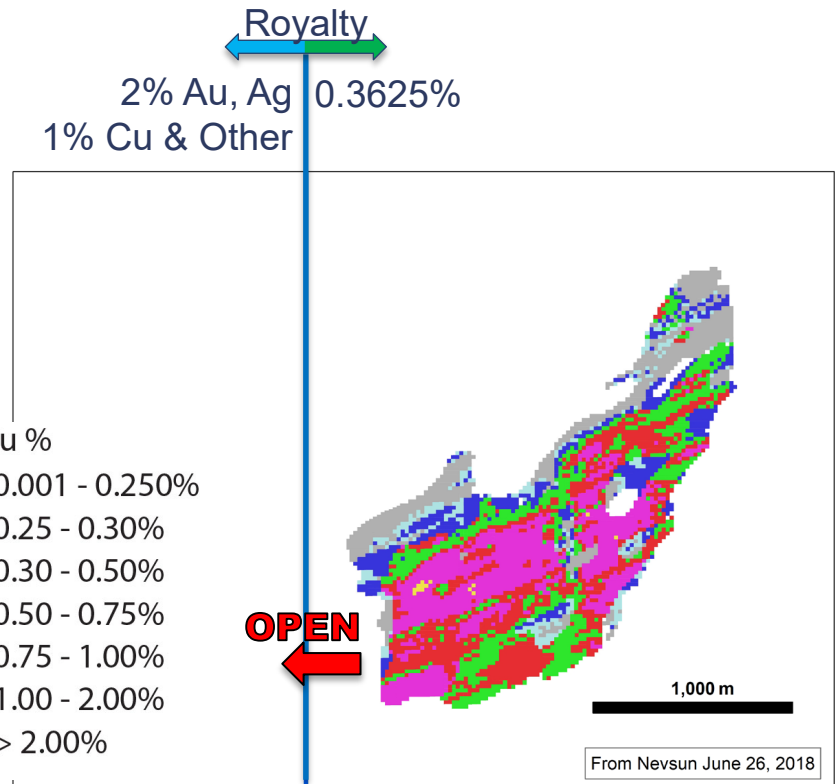 Royalty
2% Au, Ag 0.3625%
1% Cu & Other
u %
0.001 - 0.250%
0.25 - 0.30%
0.30 - 0.50%
0.50 - 0.75%
0.75 - 1.00%
1.00 - 2.00%
> 2.00%
OPEN
1,000 m
From Nevsun June 26, 2018